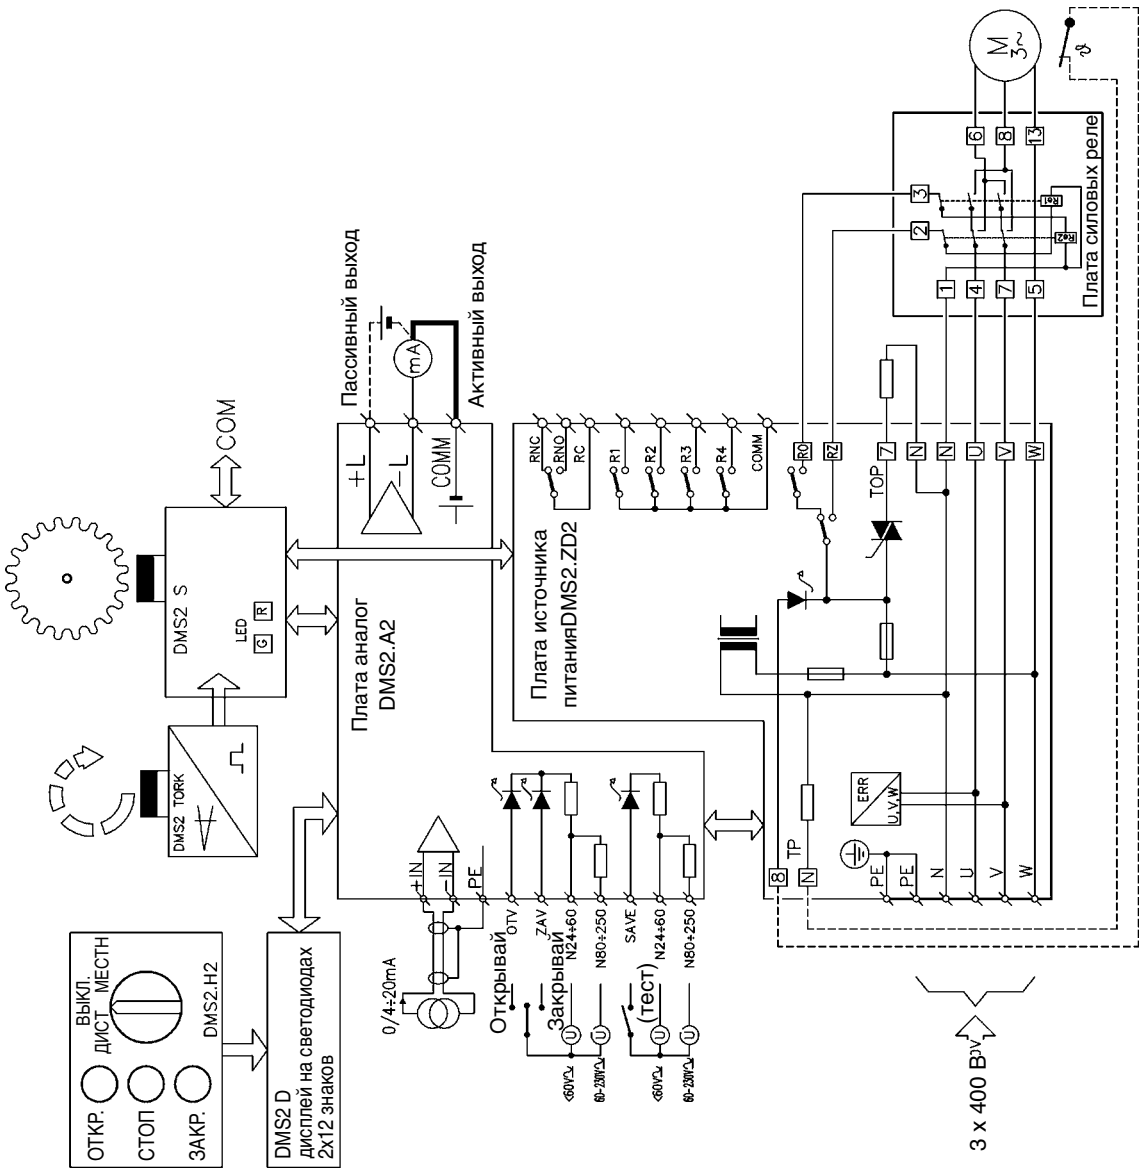 ОТКР.
СТОП
ЗАКР.
ВЫКЛ.
ДИСТ
МЕСТН
DMS2.H2
DMS2 D
дисплей на светодиодах
2x12 знаков
DMS2 TORK
DMS2 S
LED
G
R
COM
Плата аналог
DMS2.A2
0/4÷20mA
+IN
−IN
PE
Открывай
OTV
Закрывай
ZAV
N24÷60
N80÷250
<60V
60-230V
U
U
SAVE
(тест)
N24÷60
N80÷250
<60V
60-230V
U
U
+L
−L
COMM
mA
Пассивный выход
Активный выход
Плата источника
питанияDMS2.ZD2
RNC
RNO
RC
R1
R2
R3
R4
COMM
RO
RZ
TOP
7
N
N
U
V
W
8
TP
N
ERR
U,V,W
PE
PE
N
U
V
W
3 x 400 В
Плата силовых реле
3
2
1
4
7
5
6
8
13
Re1
Re2
M
3~
ϑ